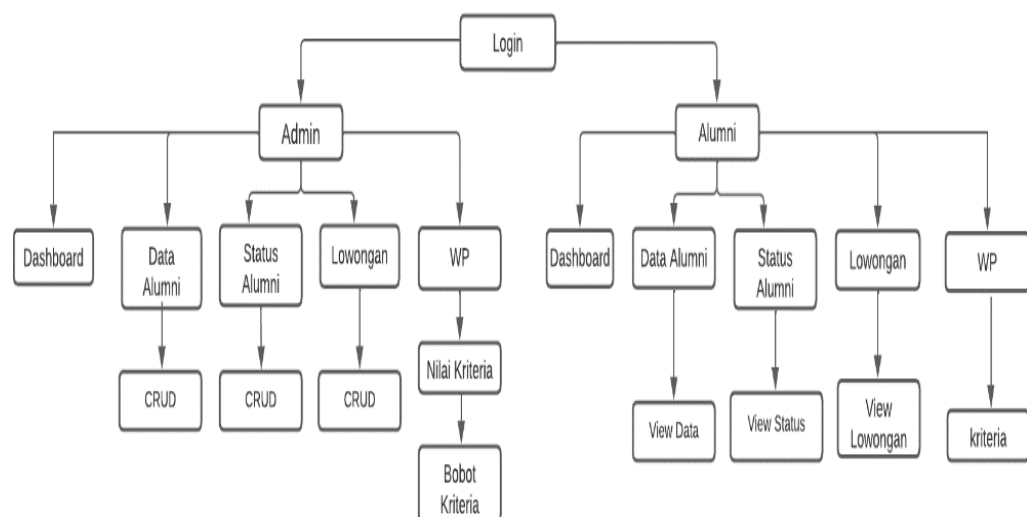 Login
Admin
Alumni
Dashboard
Data
Alumni
Status
Alumni
Lowongan
WP
Dashboard
Data Alumni
Status
Alumni
Lowongan
WP
CRUD
CRUD
CRUD
Nilai Kriteria
Bobot
Kriteria
View Data
View Status
View
Lowongan
kriteria